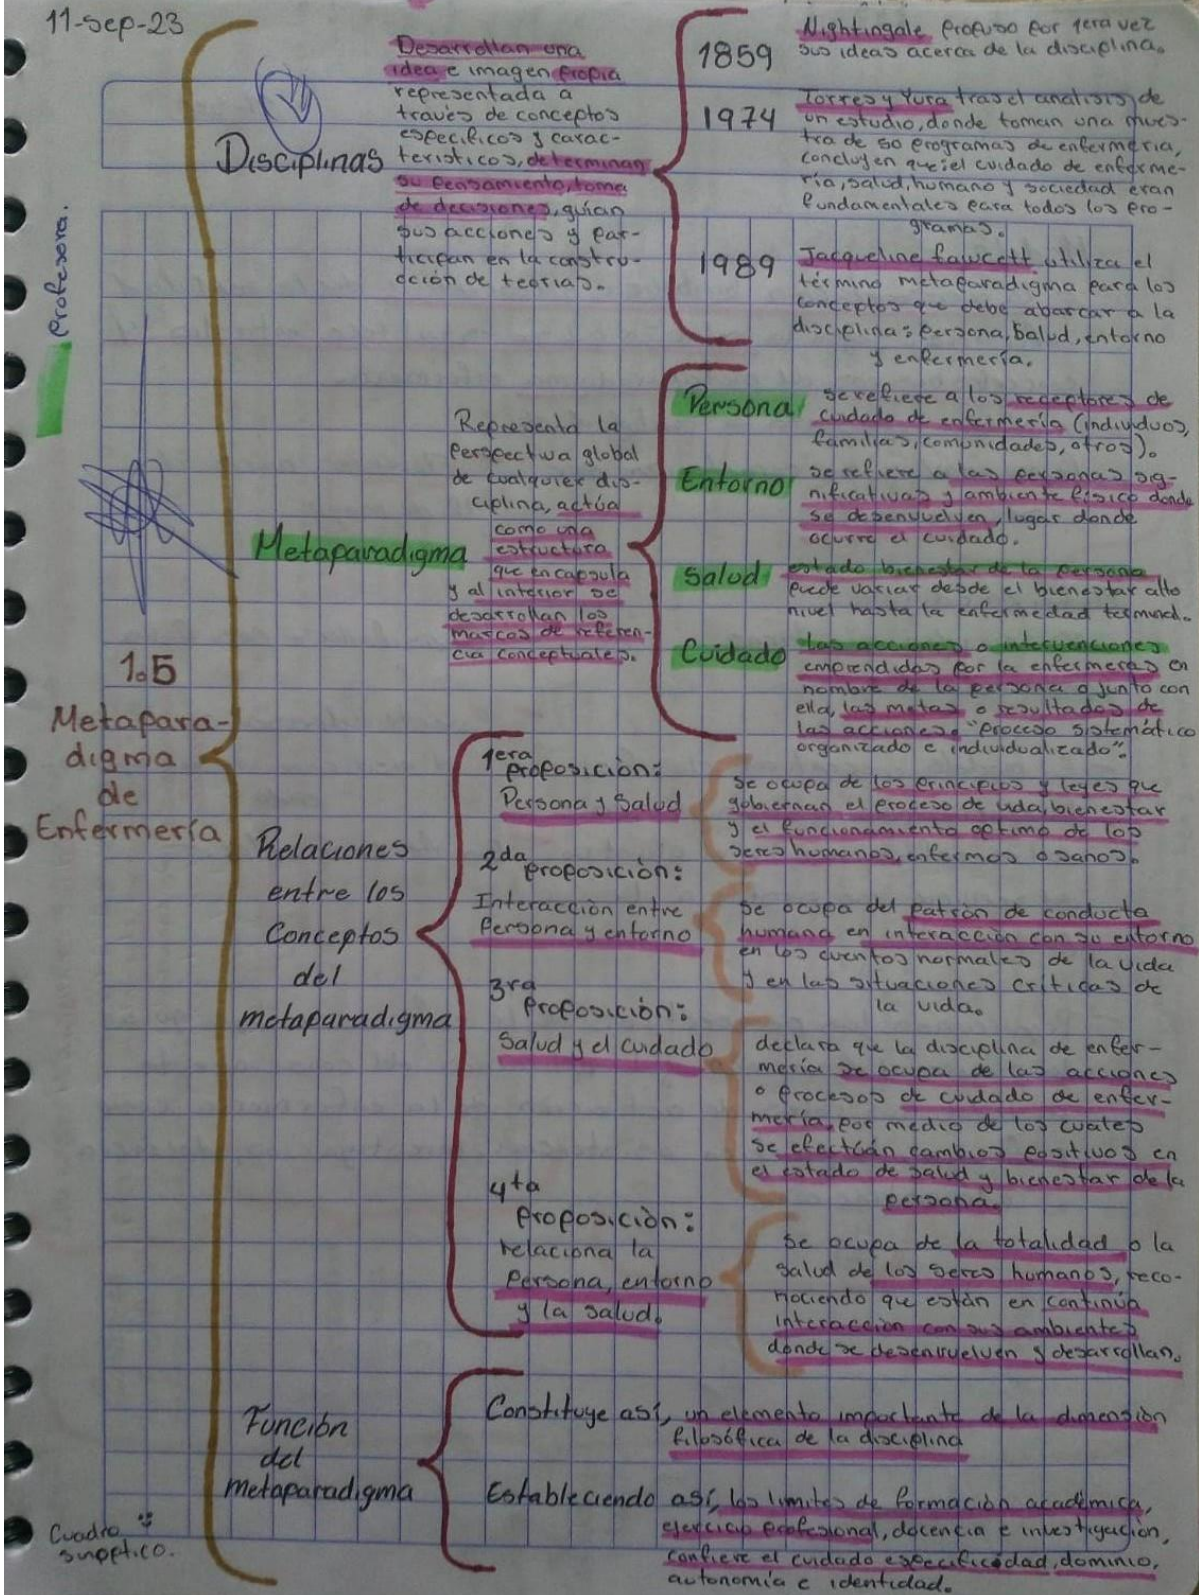 11-sep-23
Profesora.
1.5
Metapara-
digma
de
Enfermería
Cuadro
sinoptico.
Disciplinas
Desarrollan una
idea e imagen propia
representada a
través de conceptos
especificos y carac-
teristicos, determinan
su pensamiento, toma
de decisiones, guían
sus acciones y par-
ticipan en la constru-
cción de teorias.
1859
Nightingale propuso por 1era vez
sus ideas acerca de la disciplina.
1974
Torres y Yura tras el analisis de
un estudio, donde toman una mues-
tra de 50 programas de enfermería,
concluyen que: el cuidado de enferme-
ría, salud, humano y sociedad eran
fundamentales para todos los pro-
gramas.
1989
Jacqueline fawcett utiliza el
término metaparadigma para los
conceptos que debe abarcar a la
disciplina: persona, salud, entorno
y enfermería.
Metaparadigma
Representa la
perspectiva global
de cualquier dis-
ciplina, actúa
como una
estructura
que encapsula
y al interior se
desarrollan los
marcos de referen-
cia conceptuales.
Persona
se refiere a los receptores de
cuidado de enfermería (individuos,
familias, comunidades, otros).
Entorno
se refiere a las personas sig-
nificativas y ambiente físico donde
se desenvuelven, lugar donde
ocurre el cuidado.
Salud
estado bienestar de la persona
puede variar desde el bienestar alto
nivel hasta la enfermedad terminal.
Cuidado
las acciones o intervenciones
emprendidas por la enfermeras en
nombre de la persona o junto con
ella, las metas o resultados de
las acciones. "Proceso sistemático
organizado e individualizado".
Relaciones
entre los
Conceptos
del
metaparadigma
1era
proposición:
Persona y Salud
se ocupa de los principios y leyes que
gobiernan el proceso de vida, bienestar
y el funcionamiento optimo de los
seres humanos, enfermos o sanos.
2da
proposición:
Interacción entre
Persona y entorno
se ocupa del patrón de conducta
humana en interacción con su entorno
en los eventos normales de la vida
y en las situaciones críticas de
la vida.
3ra
Proposición:
Salud y el cuidado
declara que la disciplina de enfer-
mería se ocupa de las acciones
o procesos de cuidado de enfer-
mería, por medio de los cuales
se efectúan cambios positivos en
el estado de salud y bienestar de la
persona.
4ta
proposición:
relaciona la
Persona, entorno
y la salud.
se ocupa de la totalidad o la
salud de los seres humanos, reco-
nociendo que están en continúa
interacción con sus ambientes
donde se desenvuelven y desarrollan.
Función
del
metaparadigma
Constituye así, un elemento importante de la dimensión
filosófica de la disciplina
Estableciendo así, los limites de formación académica,
ejercicio profesional, docencia e investigación,
confiere el cuidado especificidad, dominio,
autonomía e identidad.